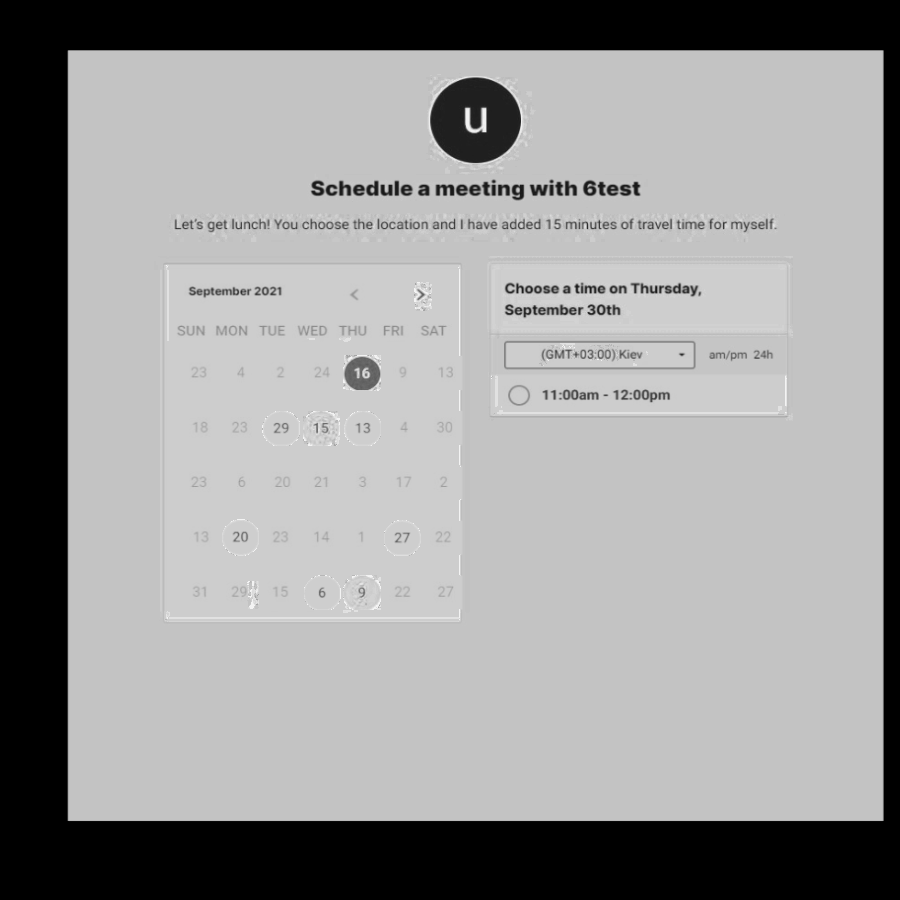 u
Schedule a meeting with 6test
Let's get lunch! You choose the location and I have added 15 minutes of travel time for myself.
September 2021 < >
SUN MON TUE WED THU FRI SAT
23 4 2 24 16 9 13
18 23 29 15 13 4 30
23 6 20 21 3 17 2
13 20 23 14 1 27 22
31 29 15 6 9 22 27
Choose a time on Thursday,
September 30th
(GMT+03:00) Kiev am/pm 24h
11:00am - 12:00pm